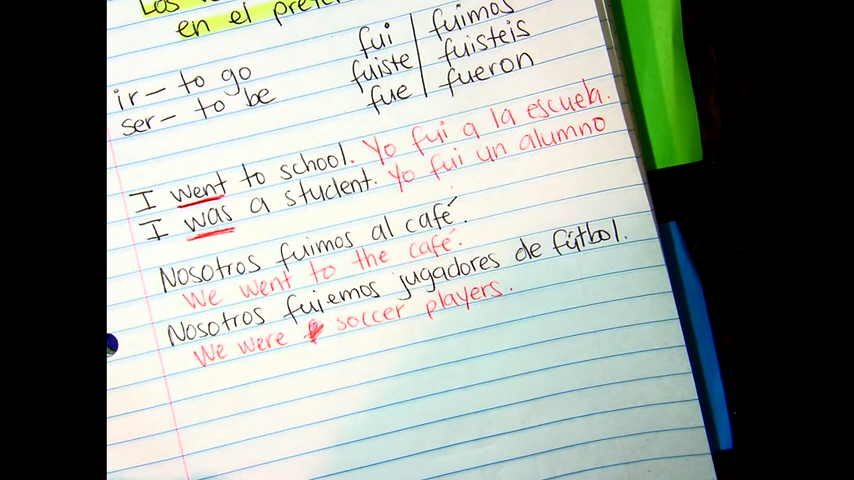 Los
en el
ir – to go
ser – to be
fui | fuimos
fuiste | fuisteis
fue | fueron
I went to school. Yo fui a la escuela.
I was a student. Yo fui un alumno
Nosotros fuimos al café.
We went to the café.
Nosotros fuiemos jugadores de fútbol.
We were soccer players.